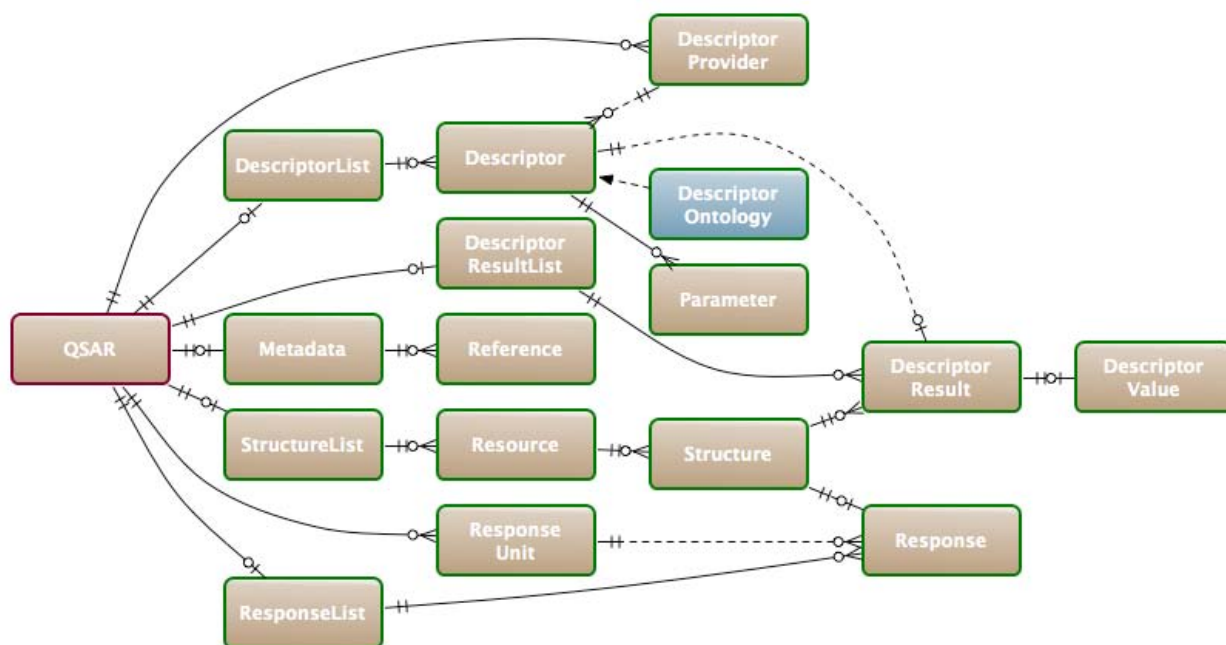 Descriptor
Provider
DescriptorList
Descriptor
Descriptor
Ontology
Descriptor
ResultList
Parameter
QSAR
Metadata
Reference
Descriptor
Result
Descriptor
Value
StructureList
Resource
Structure
Response
Unit
Response
ResponseList